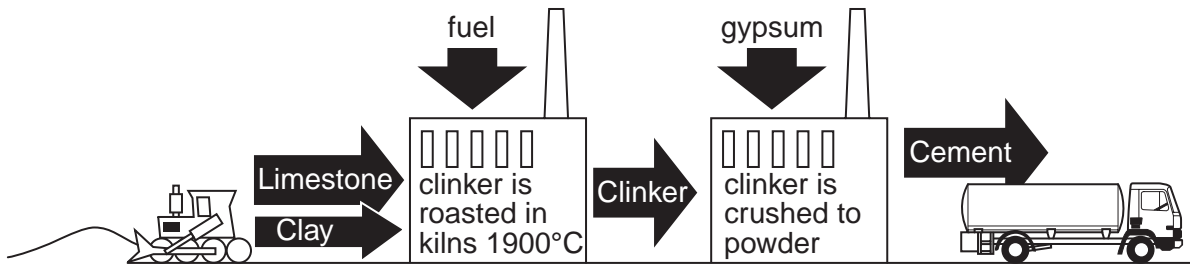 fuel
gypsum
Limestone
Clay
clinker is
roasted in
kilns 1900°C
Clinker
clinker is
crushed to
powder
Cement